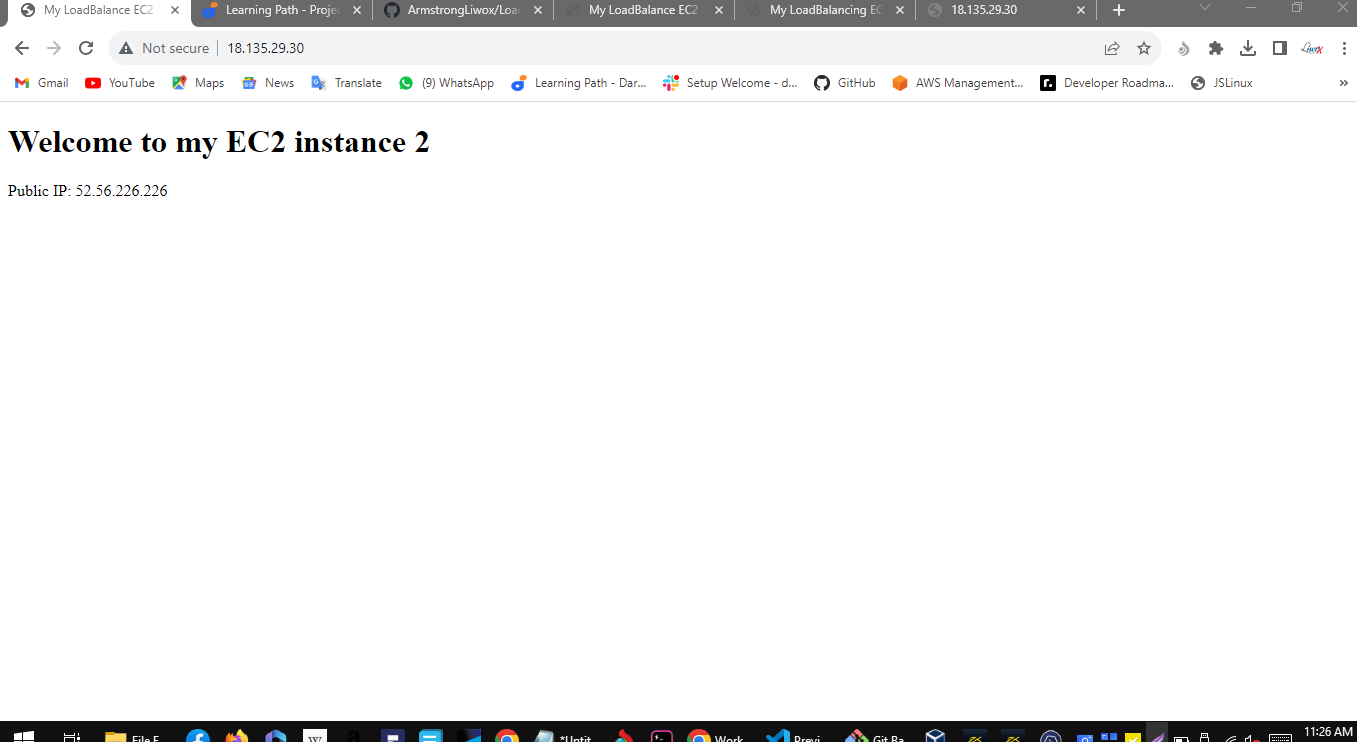 My LoadBalance EC2
Learning Path - Proje
ArmstrongLiwox/Load
My LoadBalance EC2
My LoadBalancing EC
18.135.29.30
Not secure
18.135.29.30
Gmail
YouTube
Maps
News
Translate
(9) WhatsApp
Learning Path - Dar...
Setup Welcome - d...
GitHub
AWS Management...
Developer Roadma...
JSLinux
»
Welcome to my EC2 instance 2
Public IP: 52.56.226.226
File E
*Untit
Work
Previ
Git Ba
11:26 AM